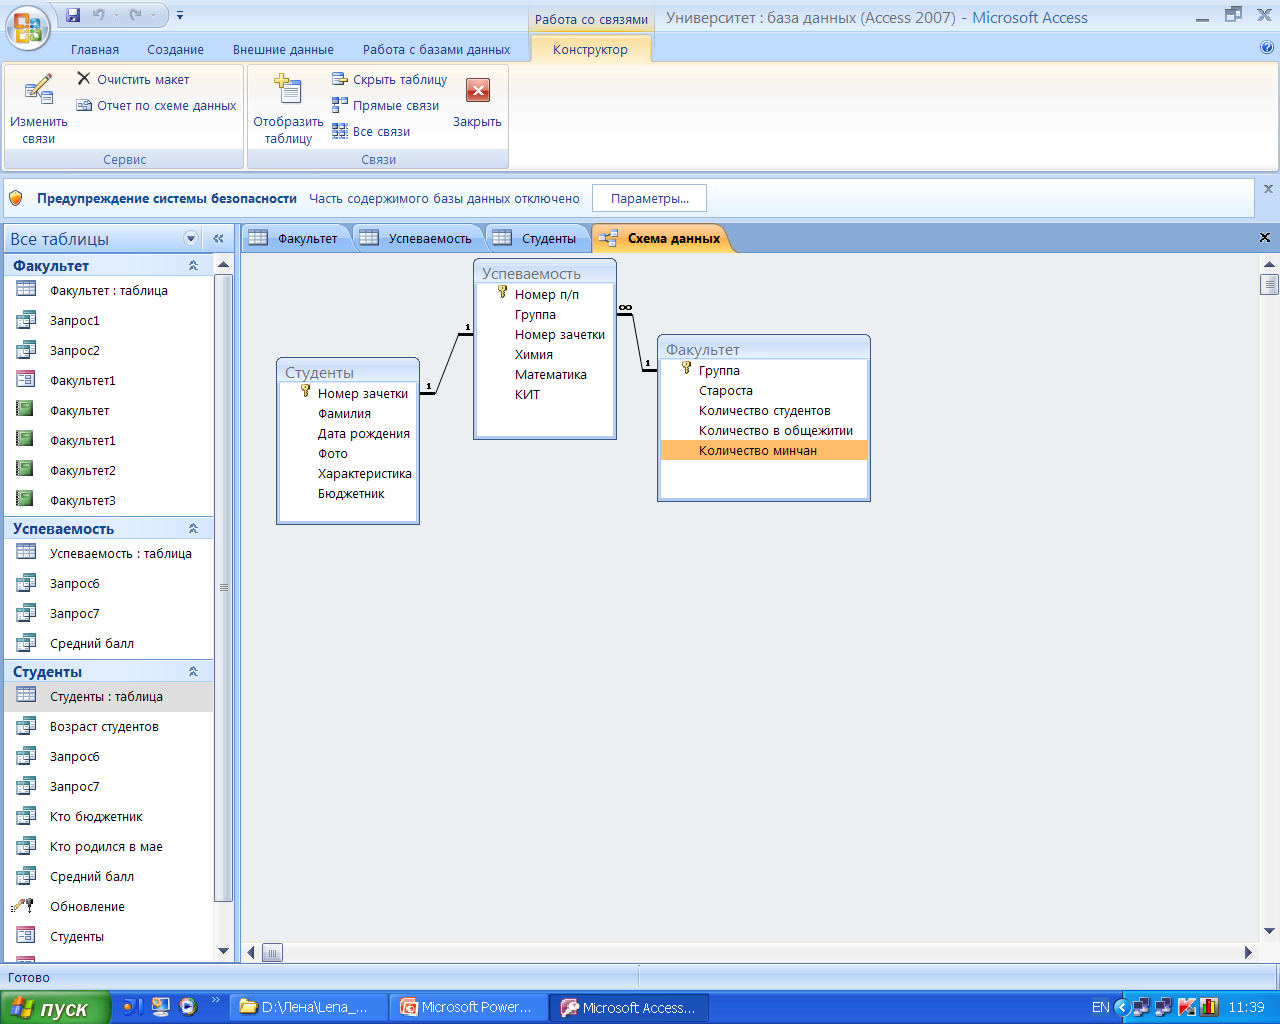 Работа со связями
Университет : база данных (Access 2007) - Microsoft Access
Главная
Создание
Внешние данные
Работа с базами данных
Конструктор
Изменить связи
Очистить макет
Отчет по схеме данных
Сервис
Отобразить таблицу
Скрыть таблицу
Прямые связи
Все связи
Закрыть
Связи
Предупреждение системы безопасности
Часть содержимого базы данных отключено
Параметры...
Все таблицы
Факультет
Факультет : таблица
Запрос1
Запрос2
Факультет1
Факультет
Факультет1
Факультет2
Факультет3
Успеваемость
Успеваемость : таблица
Запрос6
Запрос7
Средний балл
Студенты
Студенты : таблица
Возраст студентов
Запрос6
Запрос7
Кто бюджетник
Кто родился в мае
Средний балл
Обновление
Студенты
Факультет
Успеваемость
Студенты
Схема данных
Студенты
Номер зачетки
Фамилия
Дата рождения
Фото
Характеристика
Бюджетник
1
1
Успеваемость
Номер п/п
Группа
Номер зачетки
Химия
Математика
КИТ
∞
1
Факультет
Группа
Староста
Количество студентов
Количество в общежитии
Количество минчан
Готово
пуск
D:\Лена\Lena_...
Microsoft Power...
Microsoft Access...
EN
11:39